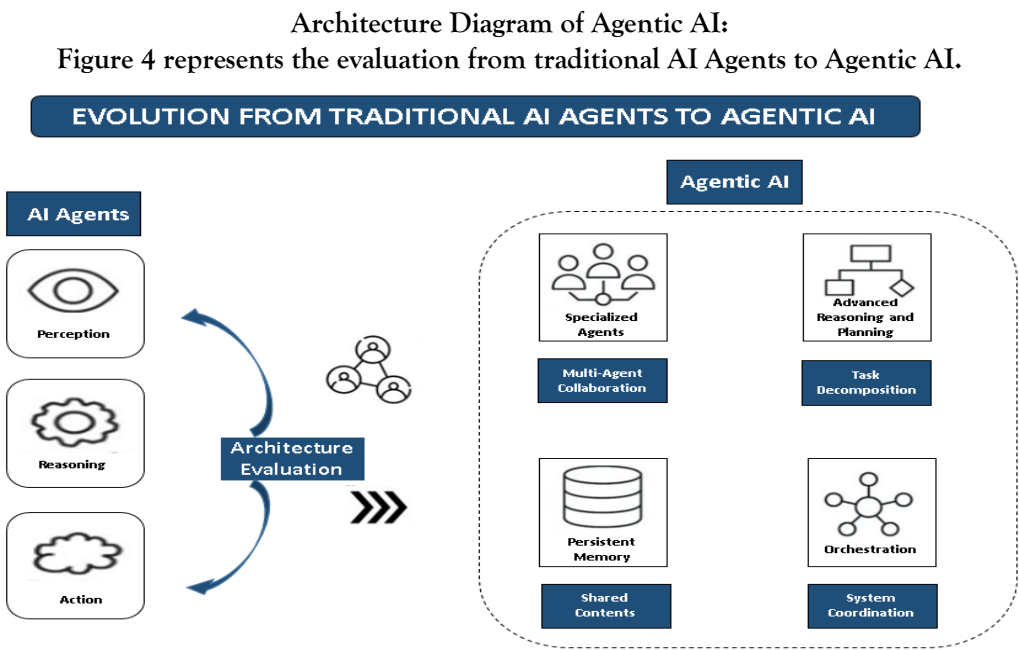 Architecture Diagram of Agentic AI:
Figure 4 represents the evaluation from traditional AI Agents to Agentic AI.
EVOLUTION FROM TRADITIONAL AI AGENTS TO AGENTIC AI
AI Agents
Perception
Reasoning
Action
Architecture
Evaluation
Agentic AI
Specialized
Agents
Multi-Agent
Collaboration
Advanced
Reasoning and
Planning
Task
Decomposition
Persistent
Memory
Shared
Contents
Orchestration
System
Coordination